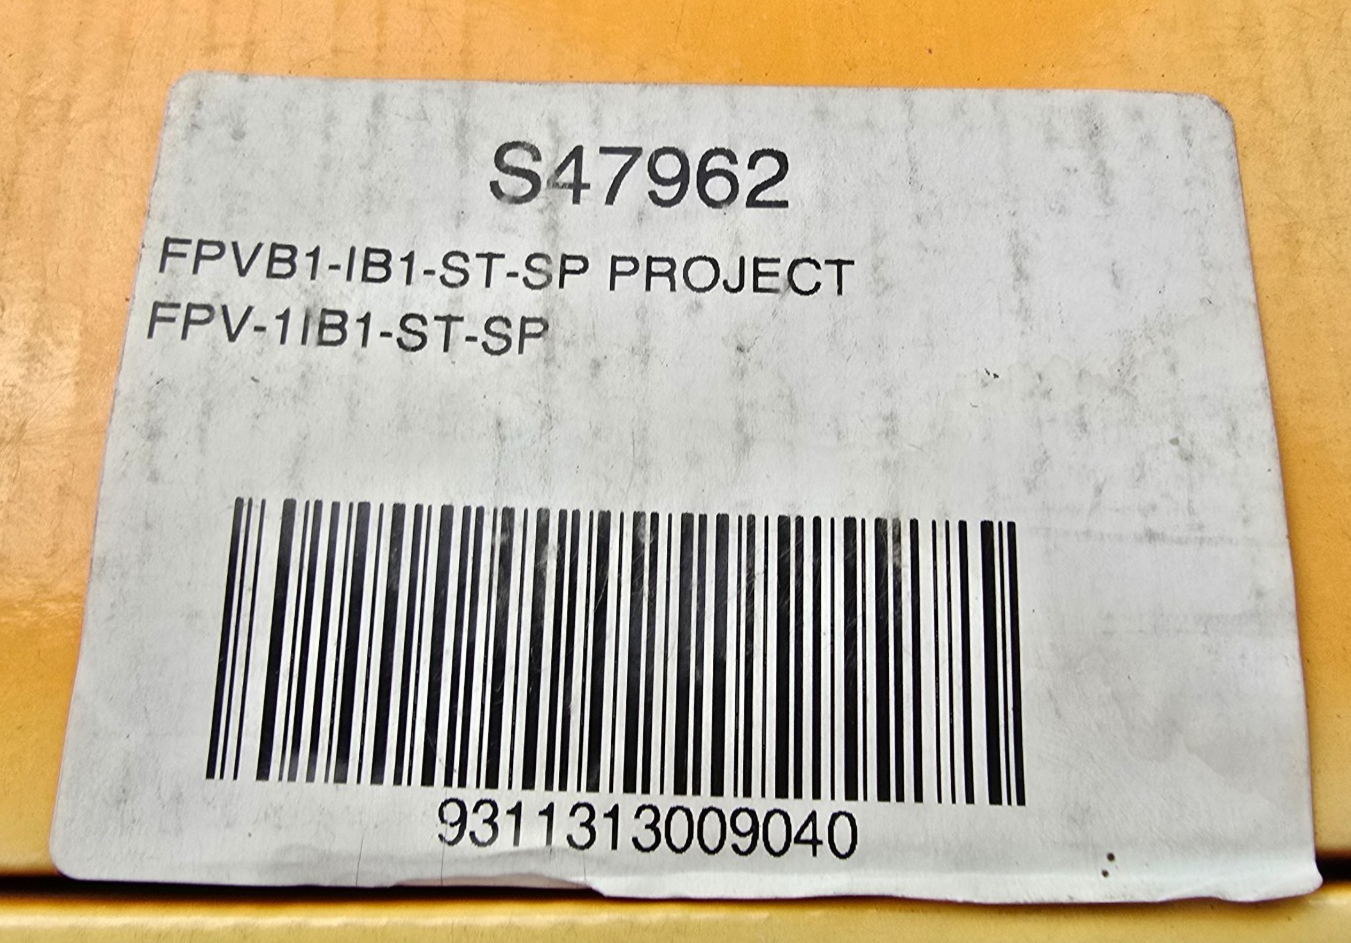 S47962
FPVB1-IB1-ST-SP PROJECT
FPV-1IB1-ST-SP
9311313009040